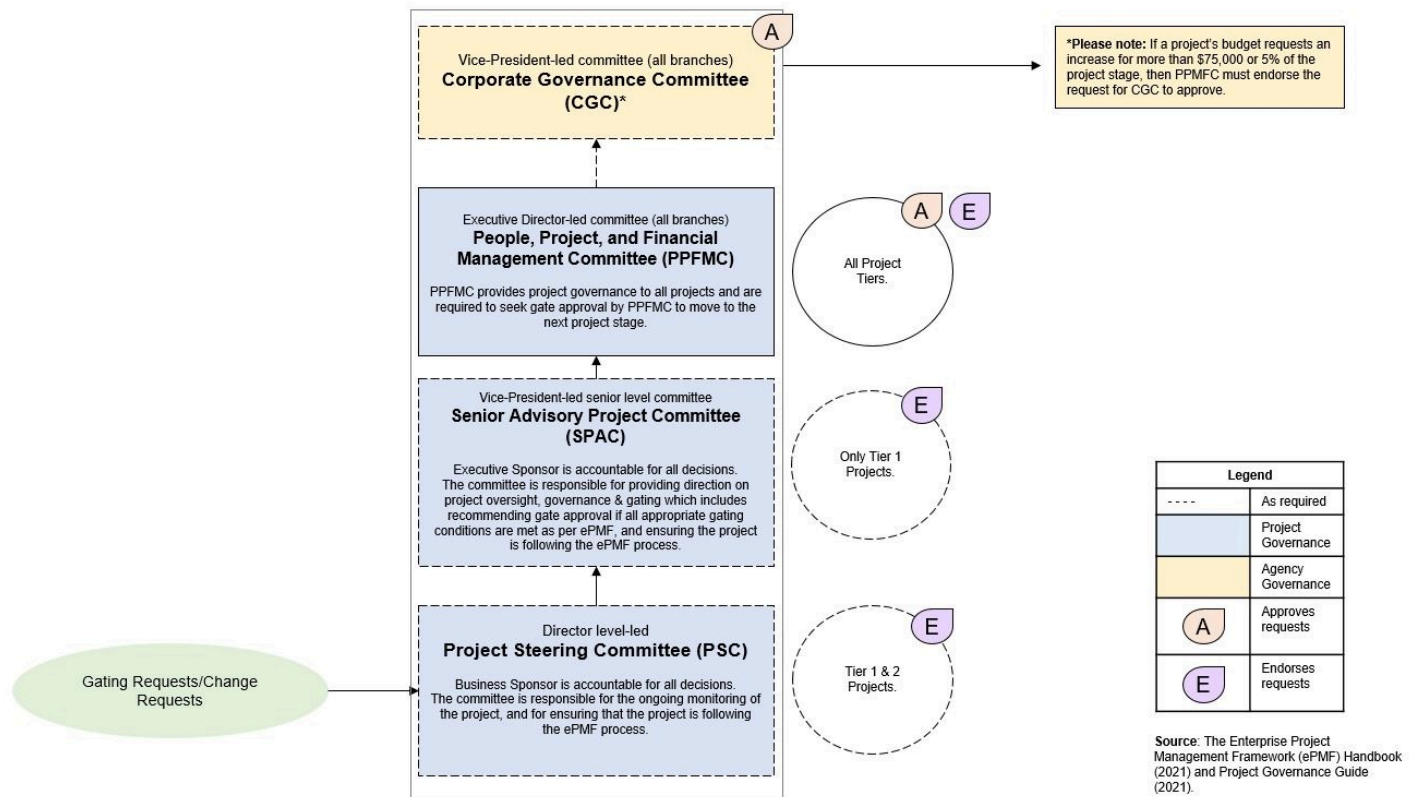 A
Vice-President-led committee (all branches)
Corporate Governance Committee
(CGC)*
*Please note: If a project's budget requests an
increase for more than $75,000 or 5% of the
project stage, then PPMFC must endorse the
request for CGC to approve.
Executive Director-led committee (all branches)
People, Project, and Financial
Management Committee (PPFMC)
PPFMC provides project governance to all projects and are
required to seek gate approval by PPFMC to move to the
next project stage.
A
E
All Project
Tiers.
Vice-President-led senior level committee
Senior Advisory Project Committee
(SPAC)
Executive Sponsor is accountable for all decisions.
The committee is responsible for providing direction on
project oversight, governance & gating which includes
recommending gate approval if all appropriate gating
conditions are met as per ePMF, and ensuring the project
is following the ePMF process.
E
Only Tier 1
Projects.
Gating Requests/Change
Requests
Director level-led
Project Steering Committee (PSC)
Business Sponsor is accountable for all decisions.
The committee is responsible for the ongoing monitoring of
the project, and for ensuring that the project is following
the ePMF process.
E
Tier 1 & 2
Projects.
Legend
- - - - As required
Project
Governance
Agency
Governance
A
Approves
requests
E
Endorses
requests
Source: The Enterprise Project
Management Framework (ePMF) Handbook
(2021) and Project Governance Guide
(2021).